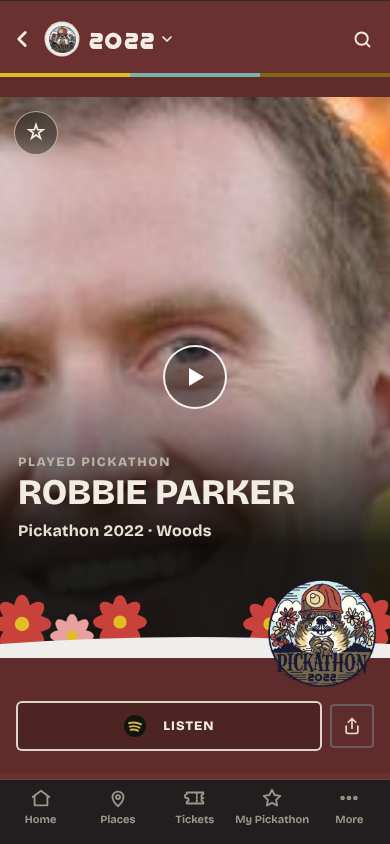 2022
PLAYED PICKATHON
ROBBIE PARKER
Pickathon 2022 · Woods
PICKATHON
2022
LISTEN
Home
Places
Tickets
My Pickathon
More